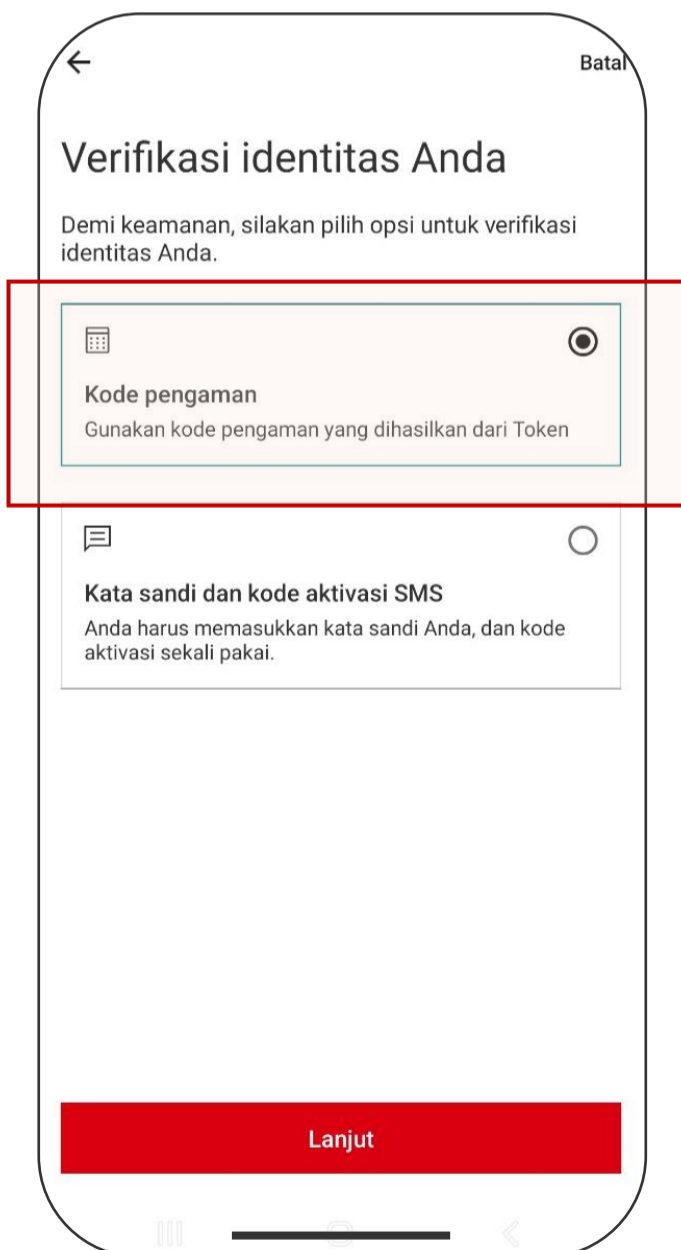 Batal
Verifikasi identitas Anda
Demi keamanan, silakan pilih opsi untuk verifikasi
identitas Anda.
Kode pengaman
Gunakan kode pengaman yang dihasilkan dari Token
Kata sandi dan kode aktivasi SMS
Anda harus memasukkan kata sandi Anda, dan kode
aktivasi sekali pakai.
Lanjut